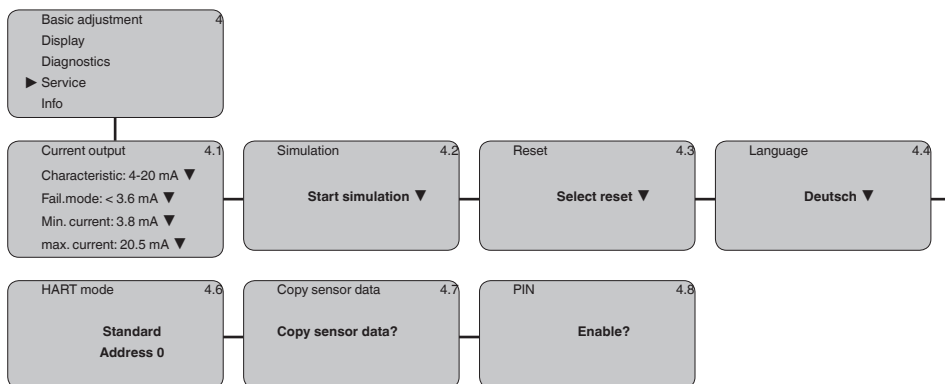 Basic adjustment 4
Display
Diagnostics
▶ Service
Info
Current output 4.1
Characteristic: 4-20 mA ▼
Fail.mode: < 3.6 mA ▼
Min. current: 3.8 mA ▼
max. current: 20.5 mA ▼
Simulation 4.2
Start simulation ▼
Reset 4.3
Select reset ▼
Language 4.4
Deutsch ▼
HART mode 4.6
Standard
Address 0
Copy sensor data 4.7
Copy sensor data?
PIN 4.8
Enable?